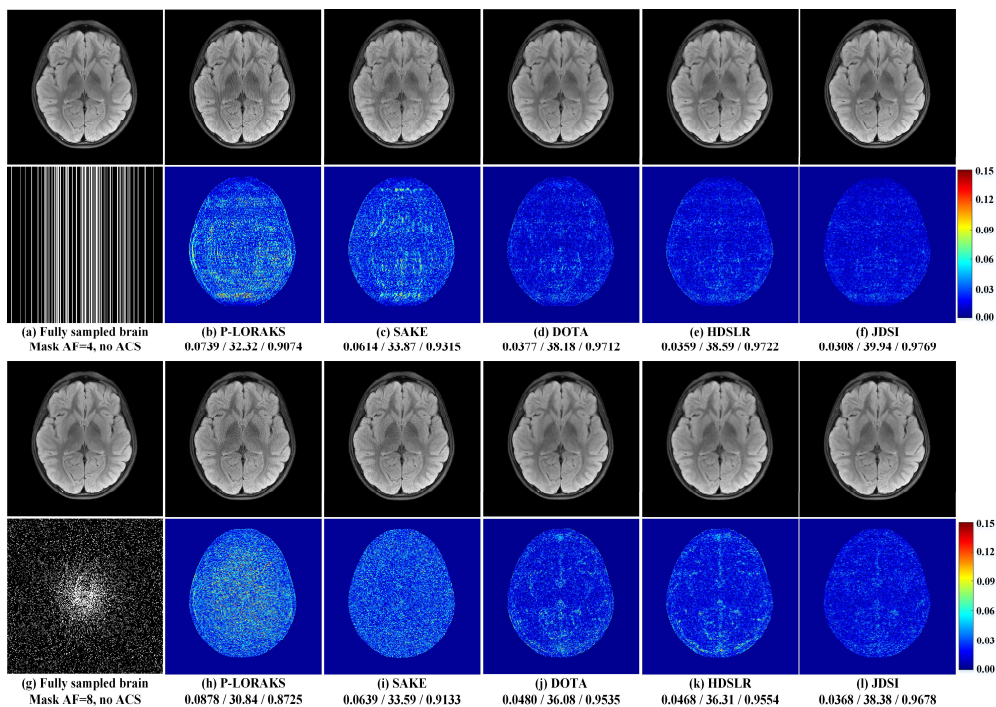 0.15
0.12
0.09
0.06
0.03
0.00
(a) Fully sampled brain
Mask AF=4, no ACS
(b) P-LORAKS
0.0739 / 32.32 / 0.9074
(c) SAKE
0.0614 / 33.87 / 0.9315
(d) DOTA
0.0377 / 38.18 / 0.9712
(e) HDSLR
0.0359 / 38.59 / 0.9722
(f) JDSI
0.0308 / 39.94 / 0.9769
0.15
0.12
0.09
0.06
0.03
0.00
(g) Fully sampled brain
Mask AF=8, no ACS
(h) P-LORAKS
0.0878 / 30.84 / 0.8725
(i) SAKE
0.0639 / 33.59 / 0.9133
(j) DOTA
0.0480 / 36.08 / 0.9535
(k) HDSLR
0.0468 / 36.31 / 0.9554
(l) JDSI
0.0368 / 38.38 / 0.9678